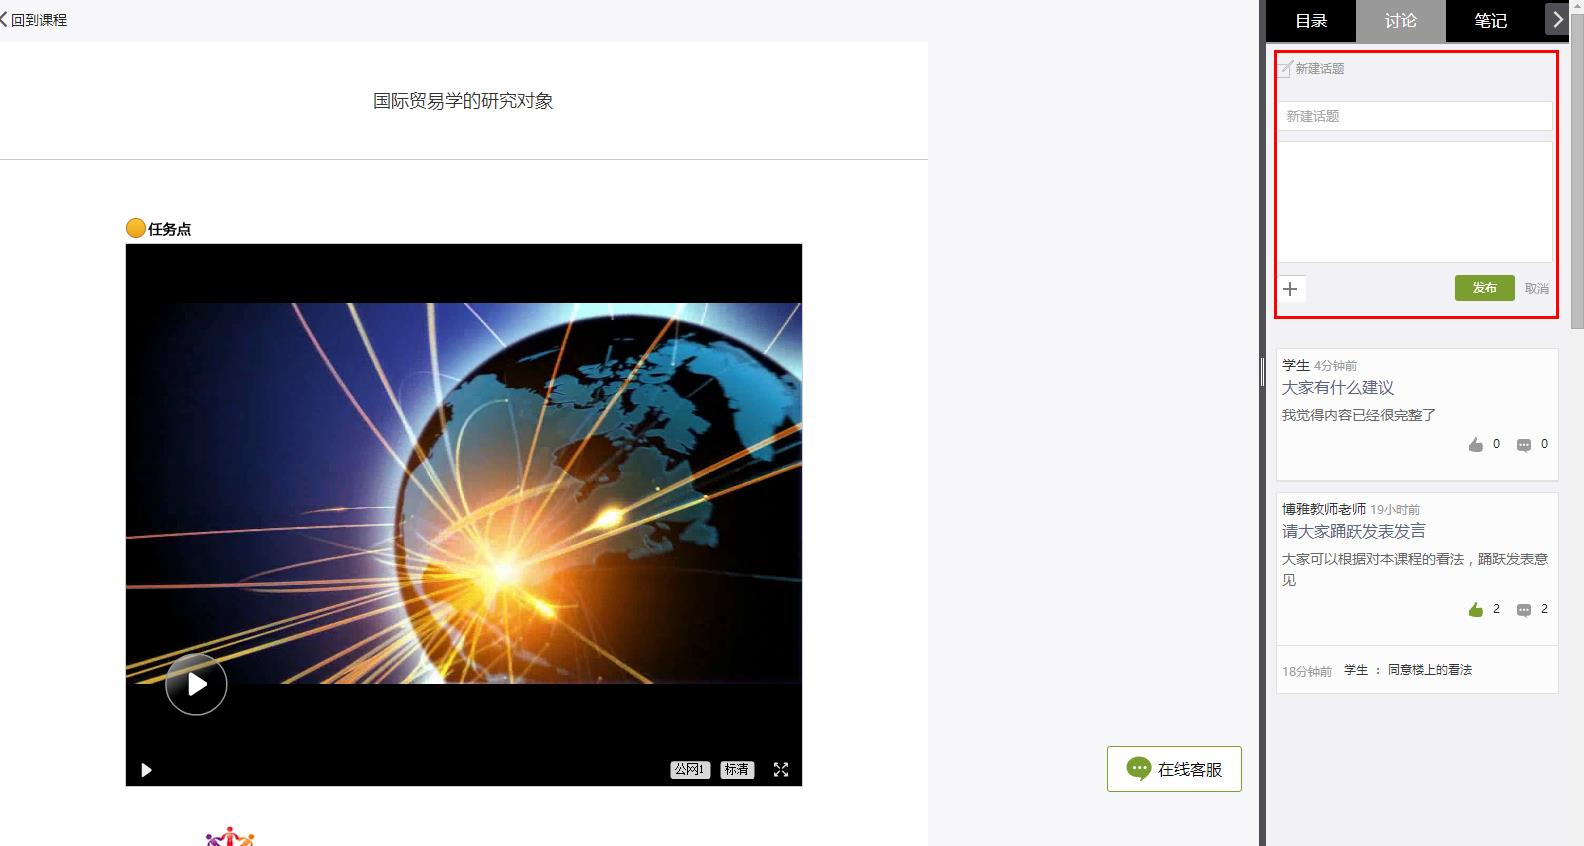 回到课程
国际贸易学的研究对象
任务点
公网1 标清
在线客服
目录 讨论 笔记
新建话题
新建话题
发布 取消
学生 4分钟前
大家有什么建议
我觉得内容已经很完整了
0 0
博雅教师老师 19小时前
请大家踊跃发表发言
大家可以根据对本课程的看法，踊跃发表意
见
2 2
18分钟前 学生 ： 同意楼上的看法